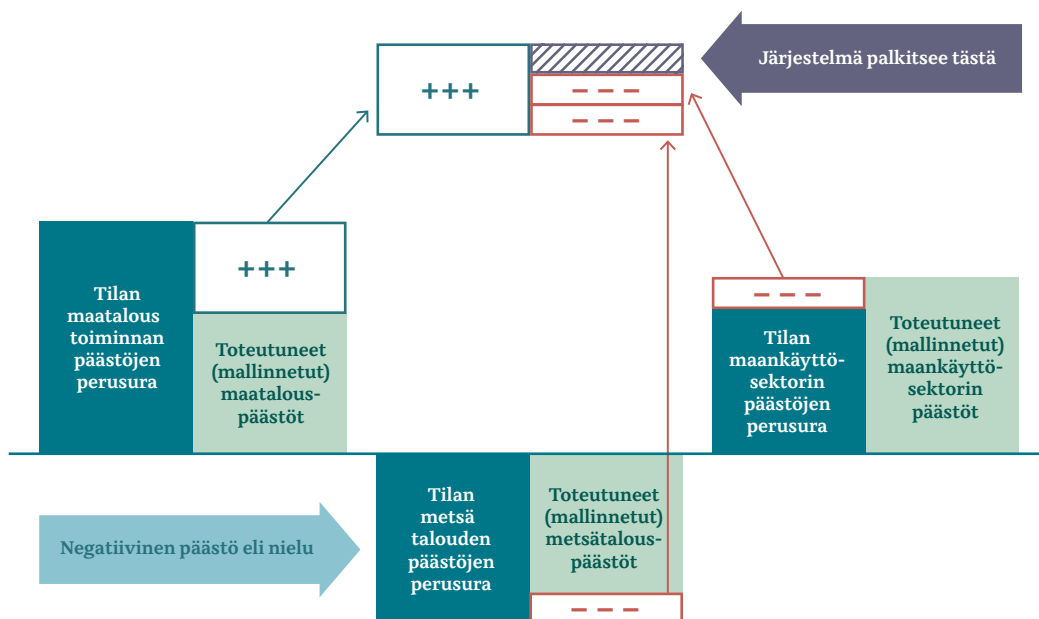 Järjestelmä palkitsee tästä
+++
– – –
– – –
+++
Tilan
maatalous
toiminnan
päästöjen
perusura
Toteutuneet
(mallinnetut)
maatalous-
päästöt
– – –
Tilan
maankäyttö-
sektorin
päästöjen
perusura
Toteutuneet
(mallinnetut)
maankäyttö-
sektorin
päästöt
Negatiivinen päästö eli nielu
Tilan
metsä
talouden
päästöjen
perusura
Toteutuneet
(mallinnetut)
metsätalous-
päästöt
– – –